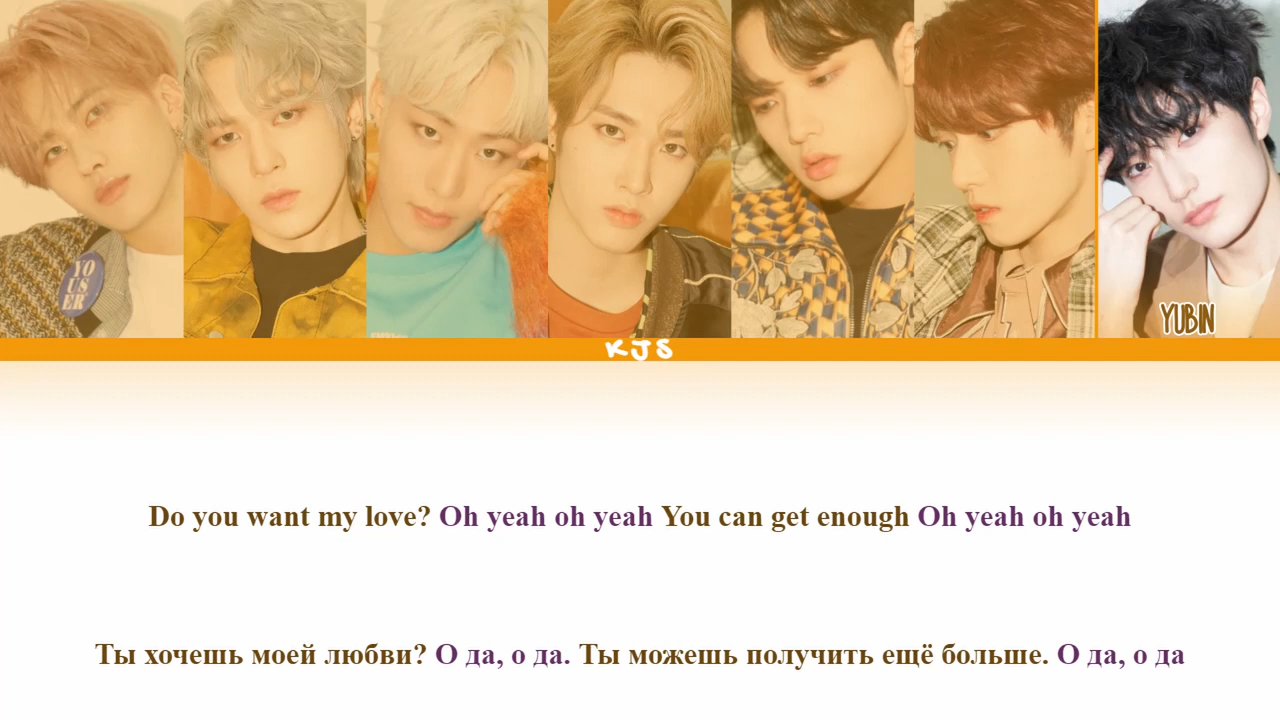 YO
US
ER
YUBIN
KJS
Do you want my love? Oh yeah oh yeah You can get enough Oh yeah oh yeah
Ты хочешь моей любви? О да, о да. Ты можешь получить ещё больше. О да, о да